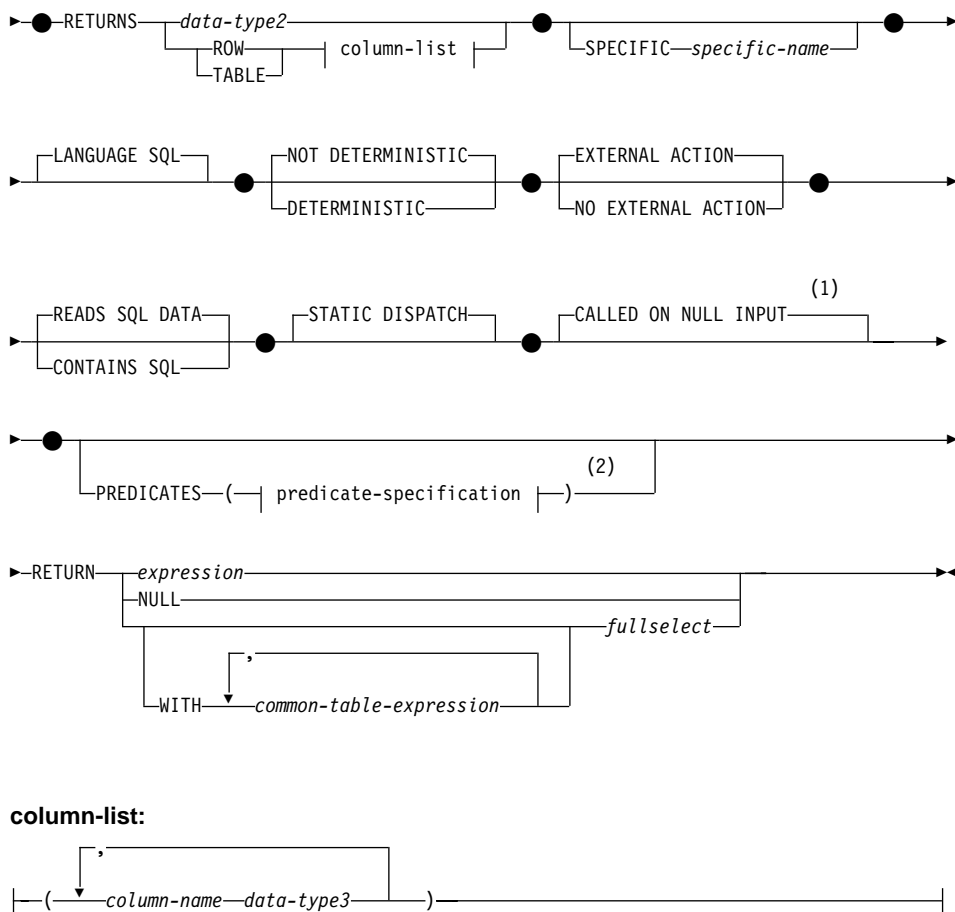 RETURNS data-type2 SPECIFIC specific-name
ROW column-list
TABLE
LANGUAGE SQL NOT DETERMINISTIC EXTERNAL ACTION
DETERMINISTIC NO EXTERNAL ACTION
(1)
READS SQL DATA STATIC DISPATCH CALLED ON NULL INPUT
CONTAINS SQL
(2)
PREDICATES ( predicate-specification )
RETURN expression
NULL
fullselect
,
WITH common-table-expression
column-list:
,
( column-name data-type3 )